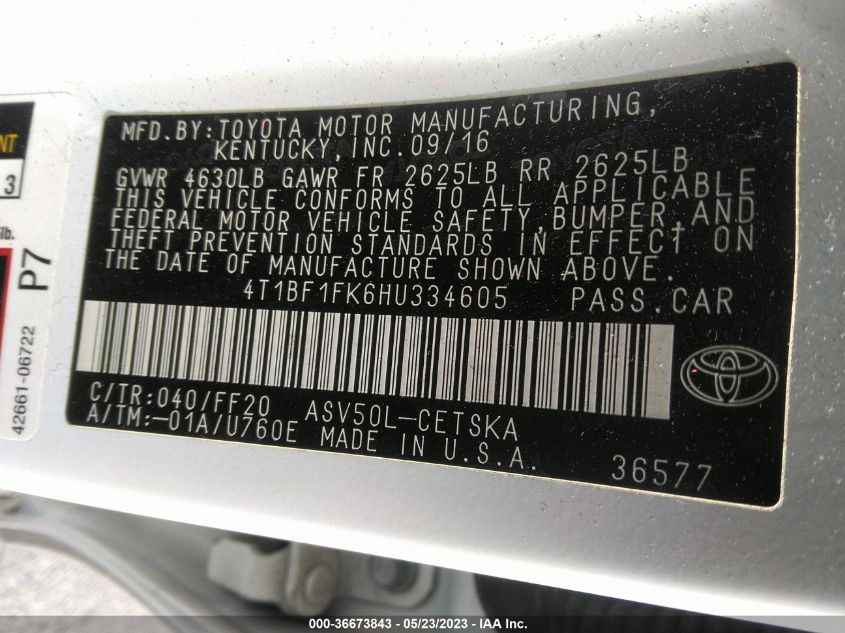 MFD. BY: TOYOTA MOTOR MANUFACTURING,
KENTUCKY, INC. 09/16
GVWR 4630LB GAWR FR 2625LB RR 2625LB
THIS VEHICLE CONFORMS TO ALL APPLICABLE
FEDERAL MOTOR VEHICLE SAFETY, BUMPER, AND
THEFT PREVENTION STANDARDS IN EFFECT ON
THE DATE OF MANUFACTURE SHOWN ABOVE.
4T1BF1FK6HU334605 PASS. CAR
C/TR: 040/FF20 ASV50L-CETSKA
A/TM: -01A/U760E MADE IN U.S.A.
36577
NT
3
lb.
P7
42661-06722
000-36673843 / 05/23/2023 / IAA Inc.